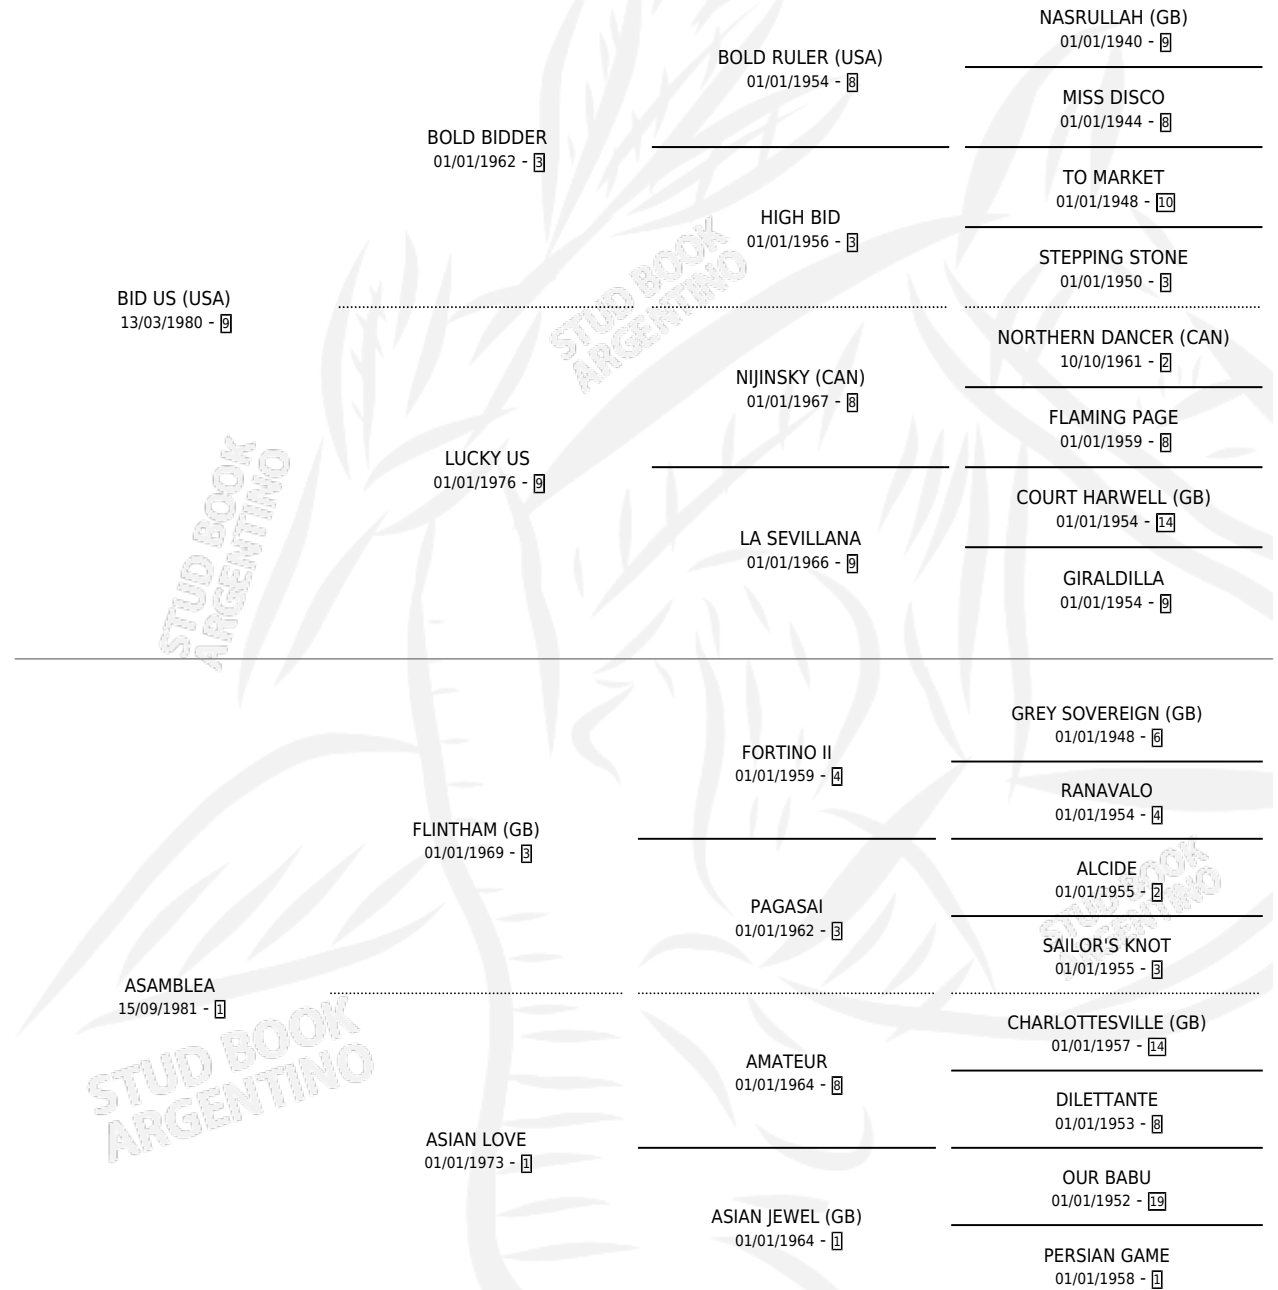 NASRULLAH (GB)
01/01/1940 - 9
BOLD RULER (USA)
01/01/1954 - 8
MISS DISCO
01/01/1944 - 8
BOLD BIDDER
01/01/1962 - 3
TO MARKET
01/01/1948 - 10
HIGH BID
01/01/1956 - 3
STEPPING STONE
01/01/1950 - 3
BID US (USA)
13/03/1980 - 9
NORTHERN DANCER (CAN)
10/10/1961 - 2
NIJINSKY (CAN)
01/01/1967 - 8
FLAMING PAGE
01/01/1959 - 8
LUCKY US
01/01/1976 - 9
COURT HARWELL (GB)
01/01/1954 - 14
LA SEVILLANA
01/01/1966 - 9
GIRALDILLA
01/01/1954 - 9
GREY SOVEREIGN (GB)
01/01/1948 - 6
FORTINO II
01/01/1959 - 4
RANAVALO
01/01/1954 - 4
FLINTHAM (GB)
01/01/1969 - 3
ALCIDE
01/01/1955 - 2
PAGASAI
01/01/1962 - 3
SAILOR'S KNOT
01/01/1955 - 3
ASAMBLEA
15/09/1981 - 1
CHARLOTTESVILLE (GB)
01/01/1957 - 14
AMATEUR
01/01/1964 - 8
DILETTANTE
01/01/1953 - 8
ASIAN LOVE
01/01/1973 - 1
OUR BABU
01/01/1952 - 19
ASIAN JEWEL (GB)
01/01/1964 - 1
PERSIAN GAME
01/01/1958 - 1
STUD BOOK
ARGENTINO
STUD BOOK
ARGENTINO
STUD BOOK
ARGENTINO
STUD BOOK
ARGENTINO